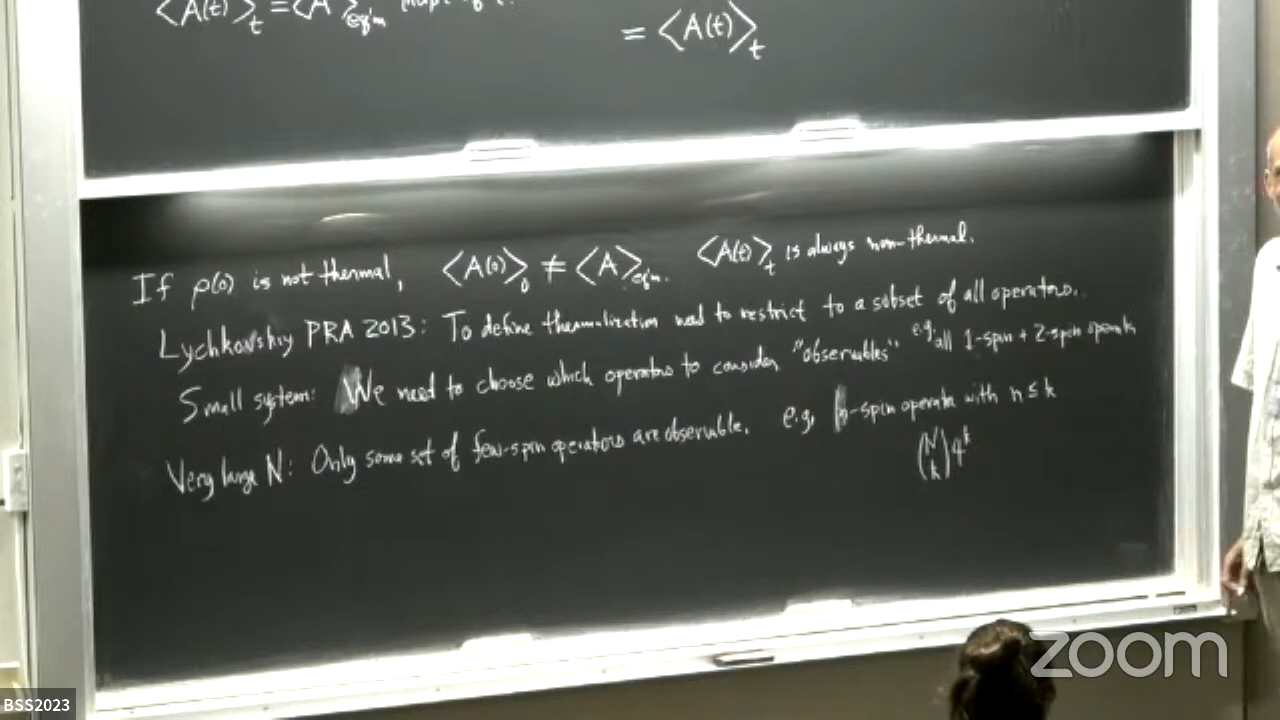 ⟨A(t)⟩_t = ⟨A⟩_eq'm
= ⟨A(t)⟩_t
If ρ(0) is not thermal, ⟨A(0)⟩_0 ≠ ⟨A⟩_eq'm. ⟨A(t)⟩_t is always non-thermal.
Lychkovskiy PRA 2013: To define thermalization need to restrict to a subset of all operators.
Small system: We need to choose which operators to consider "observables" e.g. all 1-spin + 2-spin operators
Very large N: Only some set of few-spin operators are observable. e.g. n-spin operators with n ≤ k
(N k) 4^k
zoom
BSS2023